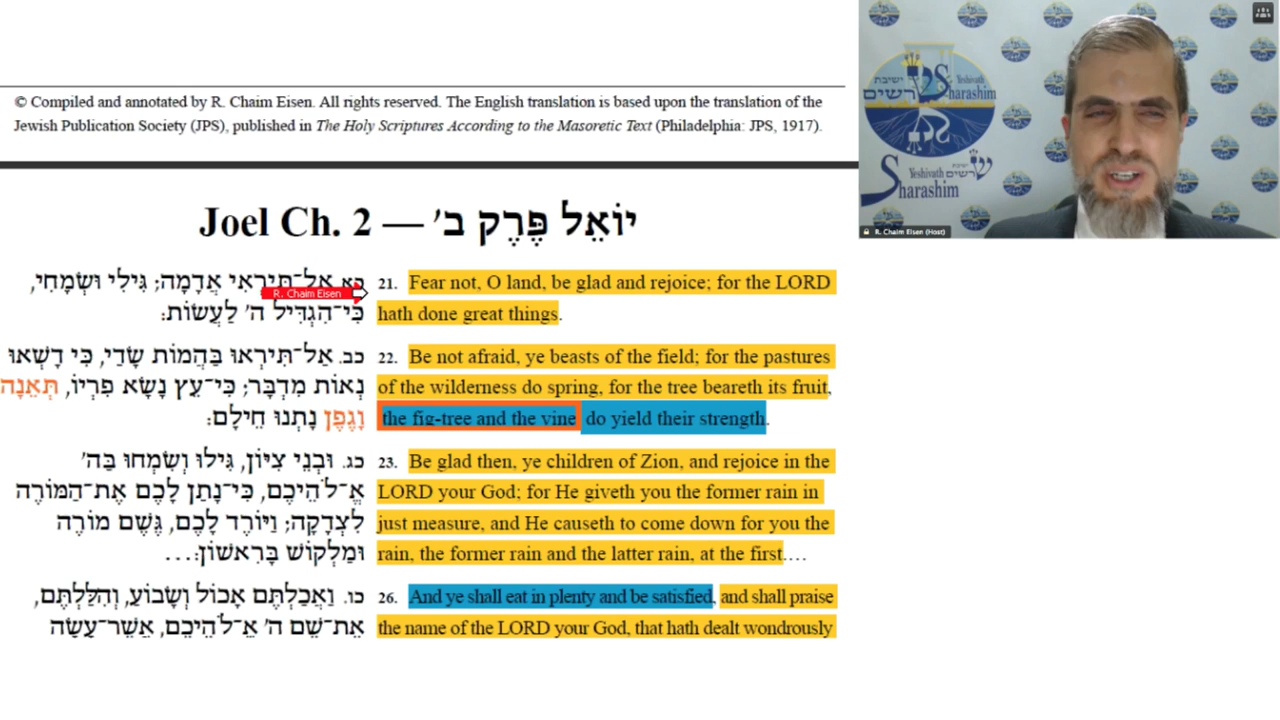 © Compiled and annotated by R. Chaim Eisen. All rights reserved. The English translation is based upon the translation of the
Jewish Publication Society (JPS), published in The Holy Scriptures According to the Masoretic Text (Philadelphia: JPS, 1917).
Joel Ch. 2 — יוֹאֵל פֶּרֶק ב׳
כא. אַל־תִּירְאִי אֲדָמָה; גִּילִי וּשְׂמָחִי,
כִּי־הִגְדִּיל ה׳ לַעֲשׂוֹת:
R. Chaim Eisen
21. Fear not, O land, be glad and rejoice; for the LORD
hath done great things.
כב. אַל־תִּירְאוּ בַּהֲמוֹת שָׂדַי, כִּי דָשְׁאוּ
נְאוֹת מִדְבָּר; כִּי־עֵץ נָשָׂא פִרְיוֹ, תְּאֵנָה
וָגֶפֶן נָתְנוּ חֵילָם:
22. Be not afraid, ye beasts of the field; for the pastures
of the wilderness do spring, for the tree beareth its fruit,
the fig-tree and the vine do yield their strength.
כג. וּבְנֵי צִיּוֹן, גִּילוּ וְשִׂמְחוּ בַּה׳
אֱ־לֹהֵיכֶם, כִּי־נָתַן לָכֶם אֶת־הַמּוֹרֶה
לִצְדָקָה; וַיּוֹרֶד לָכֶם, גֶּשֶׁם מוֹרֶה
וּמַלְקוֹשׁ בָּרִאשׁוֹן:…
23. Be glad then, ye children of Zion, and rejoice in the
LORD your God; for He giveth you the former rain in
just measure, and He causeth to come down for you the
rain, the former rain and the latter rain, at the first….
כו. וַאֲכַלְתֶּם אָכוֹל וְשָׂבוֹעַ, וְהִלַּלְתֶּם,
אֶת־שֵׁם ה׳ אֱ־לֹהֵיכֶם, אֲשֶׁר־עָשָׂה
26. And ye shall eat in plenty and be satisfied, and shall praise
the name of the LORD your God, that hath dealt wondrously
ישיבת
שרשים
Yeshivath
Sharashim
Yeshivath שרשים
Sharashim
R. Chaim Eisen (Host)